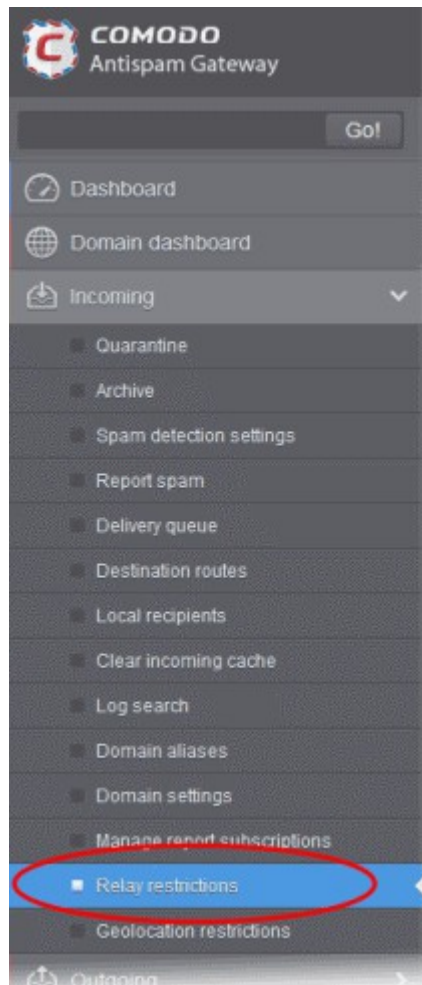 COMODO
Antispam Gateway
Go!
Dashboard
Domain dashboard
Incoming
Quarantine
Archive
Spam detection settings
Report spam
Delivery queue
Destination routes
Local recipients
Clear incoming cache
Log search
Domain aliases
Domain settings
Manage report subscriptions
Relay restrictions
Geolocation restrictions
Outgoing